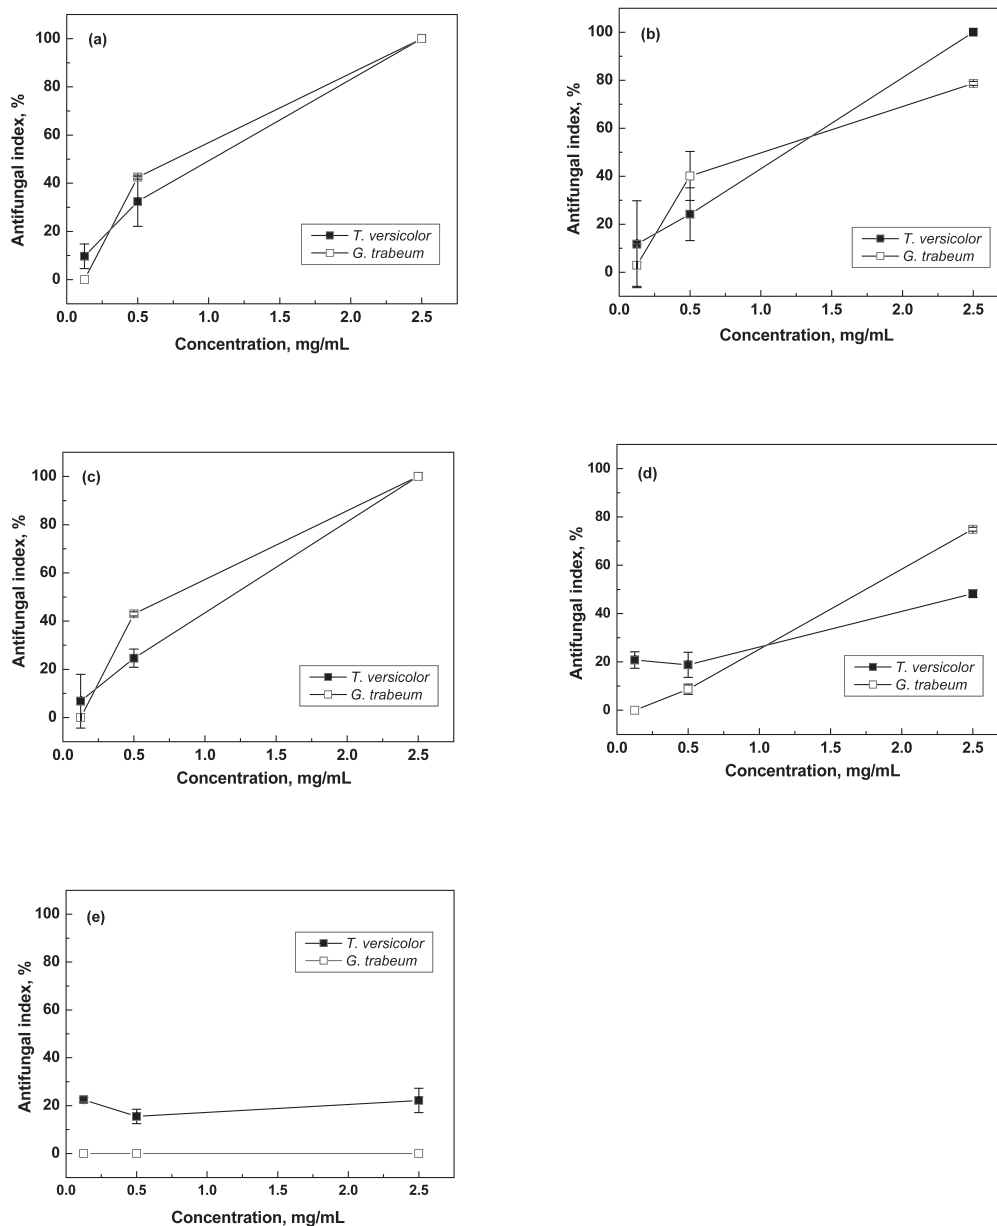 (a)
100
80
60
40
20
0
Antifungal index, %
T. versicolor
G. trabeum
0.0 0.5 1.0 1.5 2.0 2.5
Concentration, mg/mL
(b)
100
80
60
40
20
0
Antifungal index, %
T. versicolor
G. trabeum
0.0 0.5 1.0 1.5 2.0 2.5
Concentration, mg/mL
(c)
100
80
60
40
20
0
Antifungal index, %
T. versicolor
G. trabeum
0.0 0.5 1.0 1.5 2.0 2.5
Concentration, mg/mL
(d)
100
80
60
40
20
0
Antifungal index, %
T. versicolor
G. trabeum
0.0 0.5 1.0 1.5 2.0 2.5
Concentration, mg/mL
(e)
100
80
60
40
20
0
Antifungal index, %
T. versicolor
G. trabeum
0.0 0.5 1.0 1.5 2.0 2.5
Concentration, mg/mL